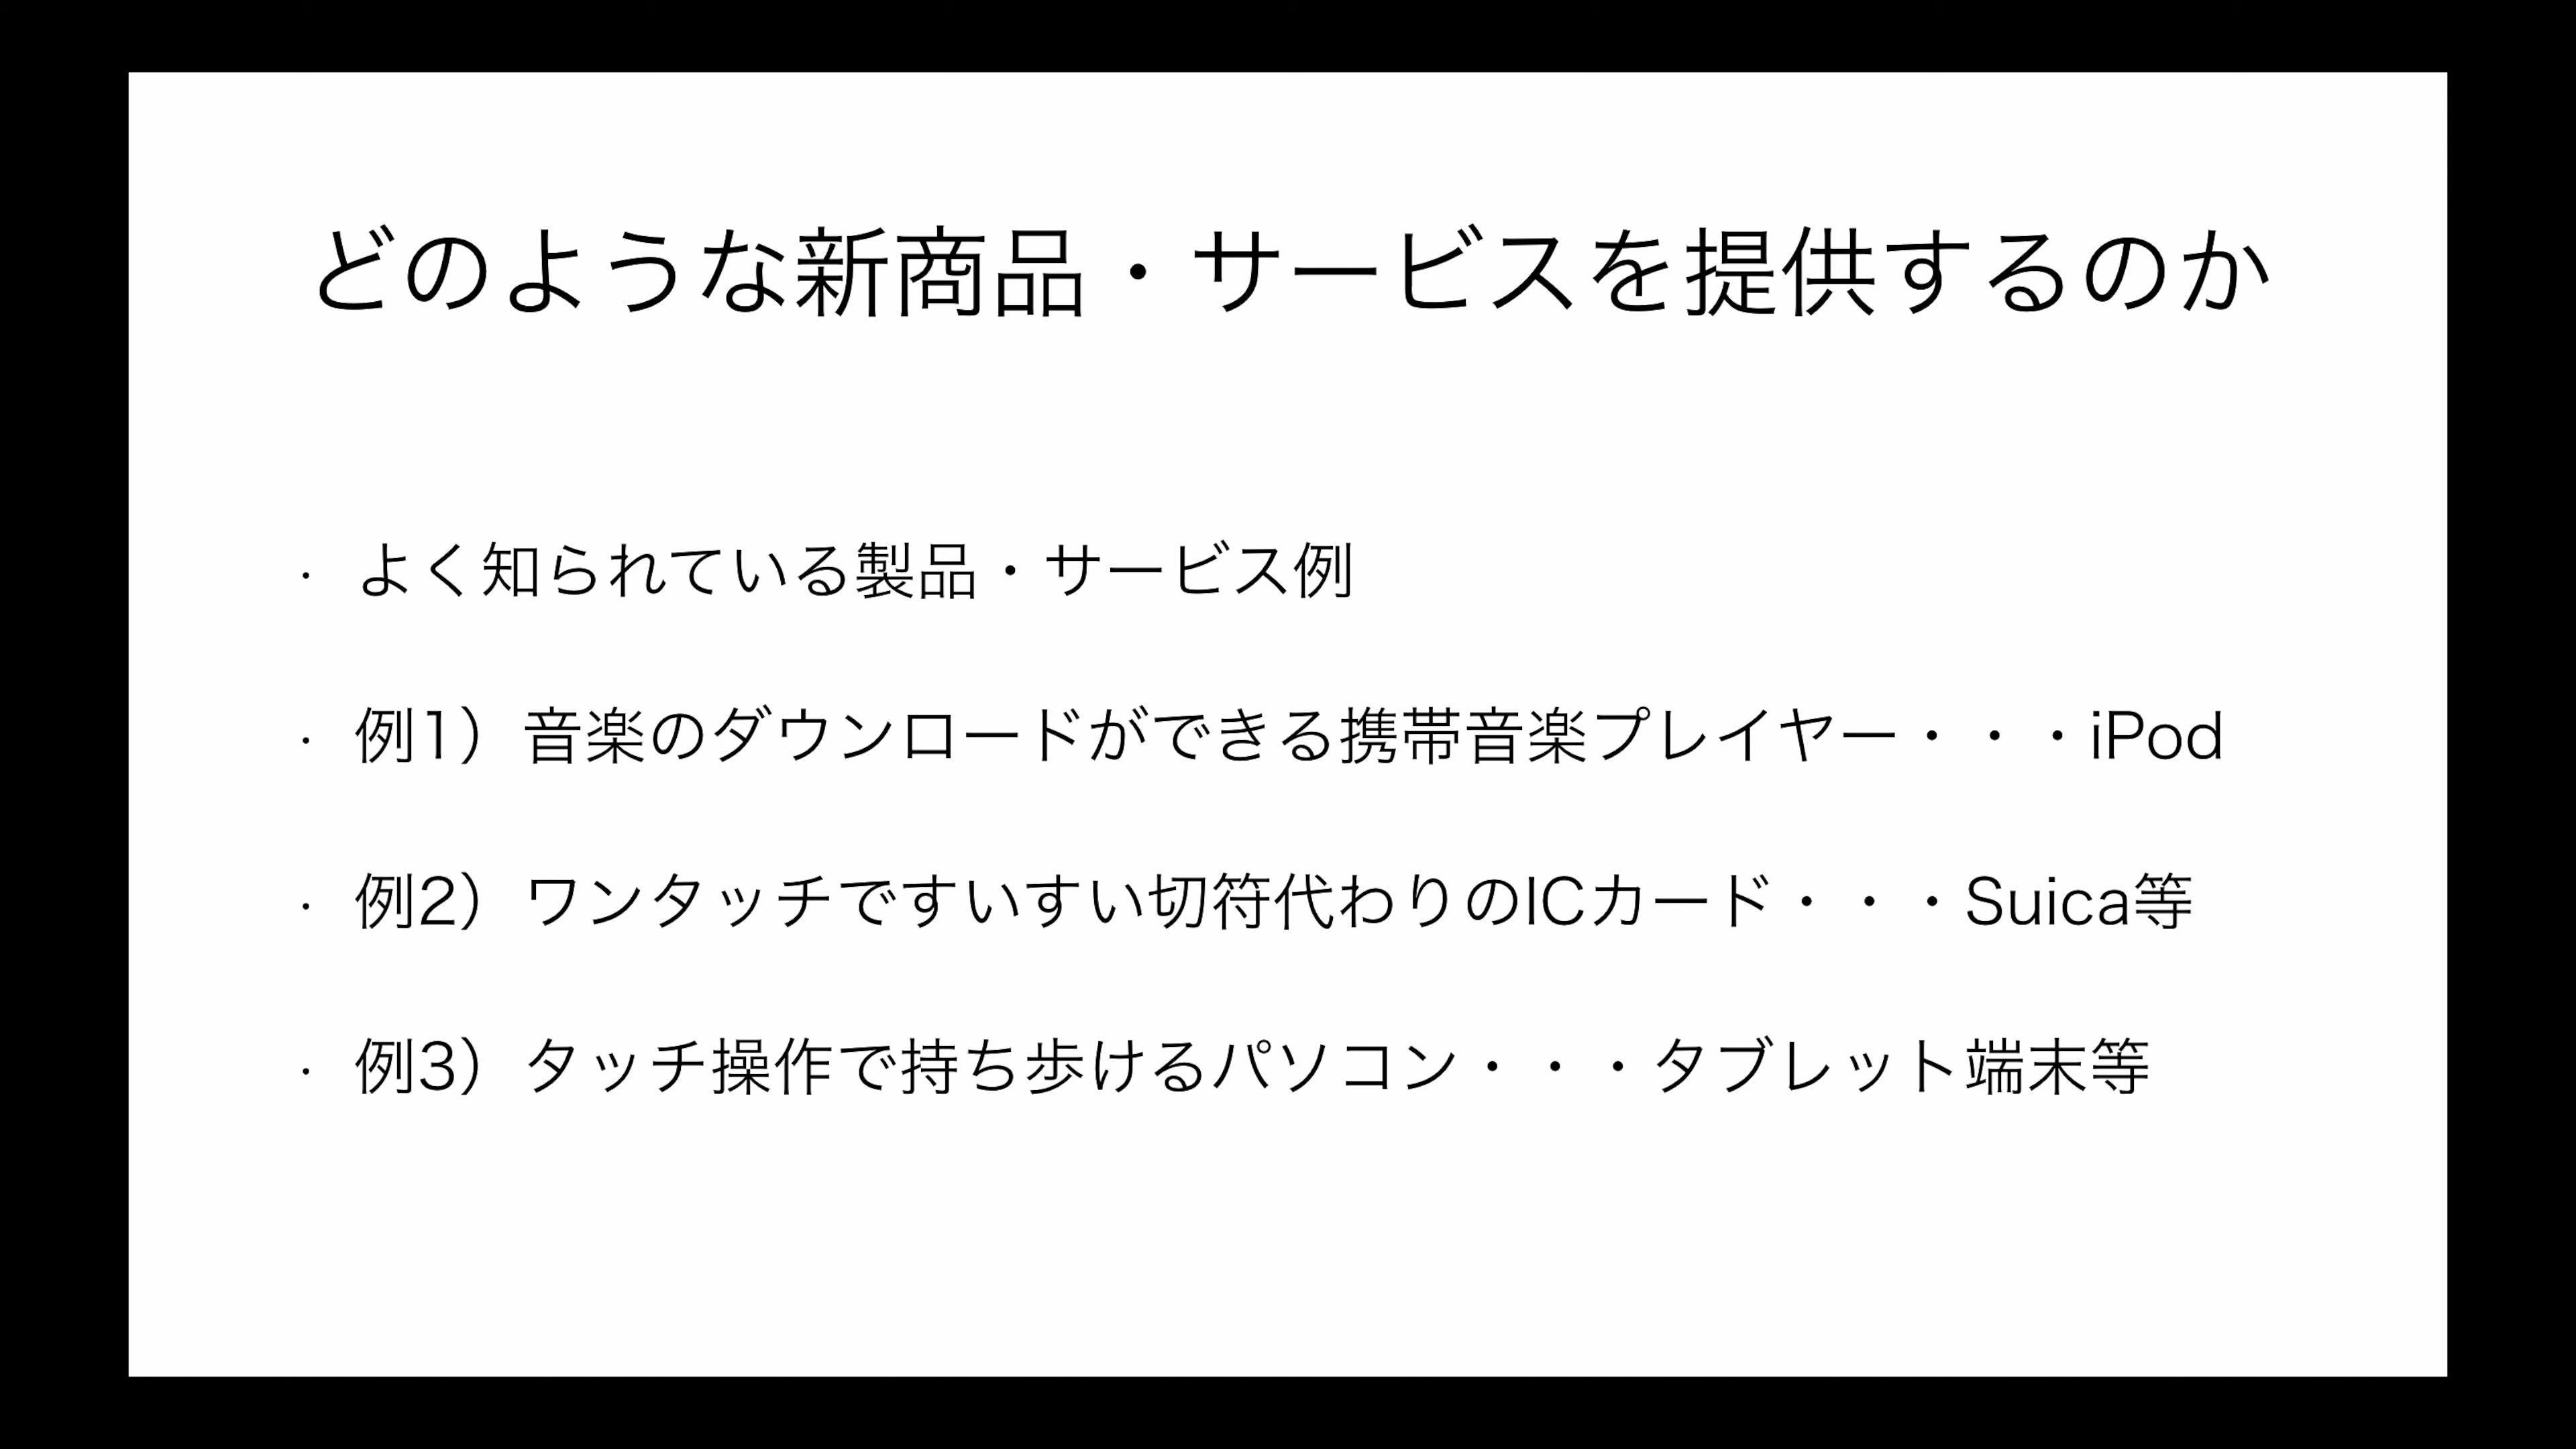 どのような新商品・サービスを提供するのか
・ よく知られている製品・サービス例
・ 例1）音楽のダウンロードができる携帯音楽プレイヤー・・・iPod
・ 例2）ワンタッチですいすい切符代わりのICカード・・・Suica等
・ 例3）タッチ操作で持ち歩けるパソコン・・・タブレット端末等